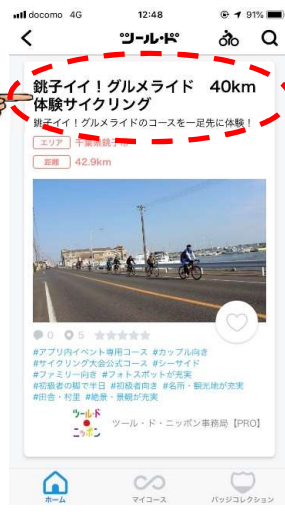 docomo 4G 12:48 91%
ツール・ド
銚子イイ！グルメライド 40km
体験サイクリング
銚子イイ！グルメライドのコースを一足先に体験！
エリア 千葉県銚子市
距離 42.9km
0 5
#アプリ内イベント専用コース #カップル向き
#サイクリング大会公式コース #シーサイド
#ファミリー向き #フォトスポットが充実
#初級者の脚で半日 #初級者向き #名所・観光地が充実
#田舎・村里 #絶景・景観が充実
ツール・ド
ニッポン
ツール・ド・ニッポン事務局【PRO】
ホーム マイコース バッジコレクション